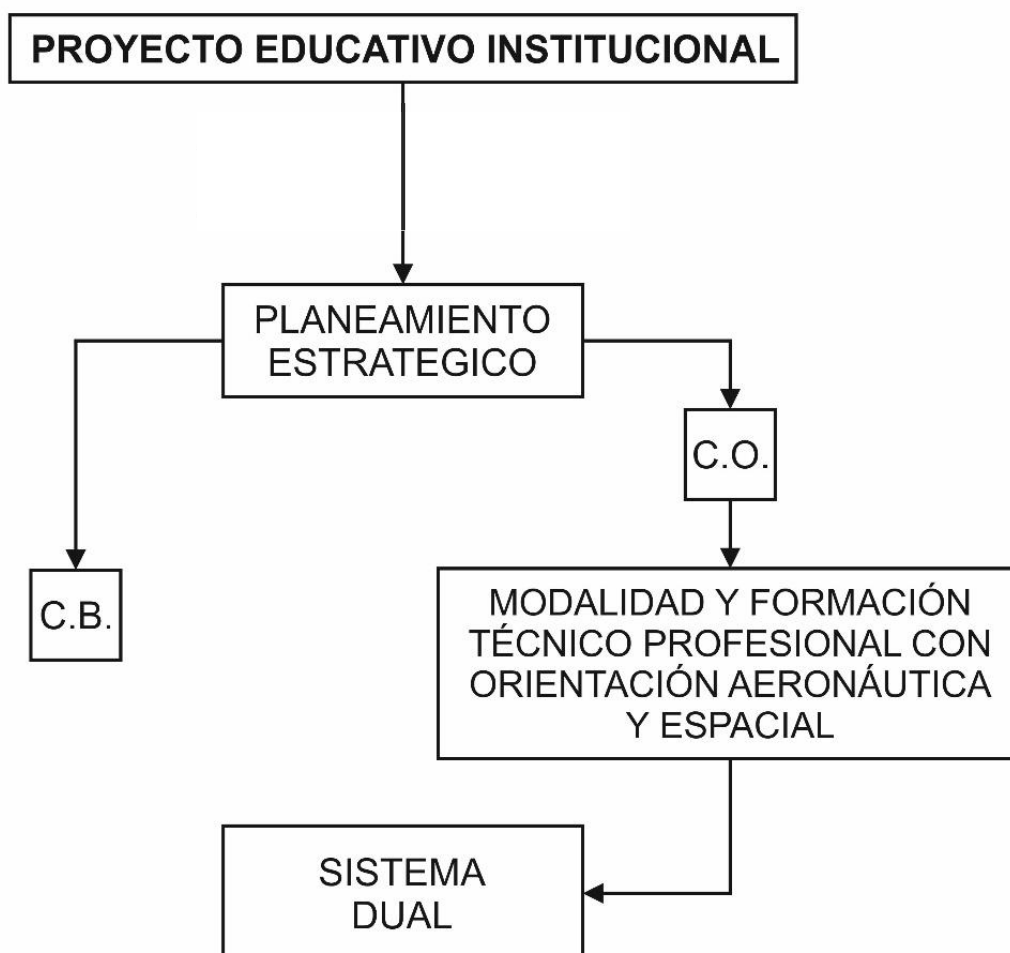 PROYECTO EDUCATIVO INSTITUCIONAL
PLANEAMIENTO
ESTRATEGICO
C.O.
C.B.
MODALIDAD Y FORMACIÓN
TÉCNICO PROFESIONAL CON
ORIENTACIÓN AERONÁUTICA
Y ESPACIAL
SISTEMA
DUAL